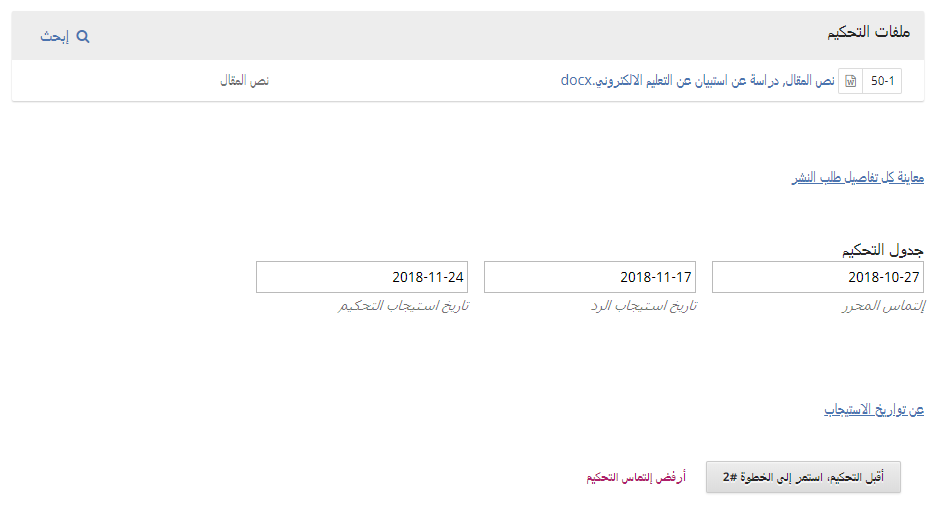 ملفات التحكيم
إبحث
50-1 نص المقال, دراسة عن استبيان عن التعليم الالكتروني.docx نص المقال
معاينة كل تفاصيل طلب النشر
جدول التحكيم
2018-10-27 2018-11-17 2018-11-24
إلتماس المحرر تاريخ استيجاب الرد تاريخ استيجاب التحكيم
عن تواريخ الاستيجاب
أقبل التحكيم، استمر إلى الخطوة #2 أرفض إلتماس التحكيم